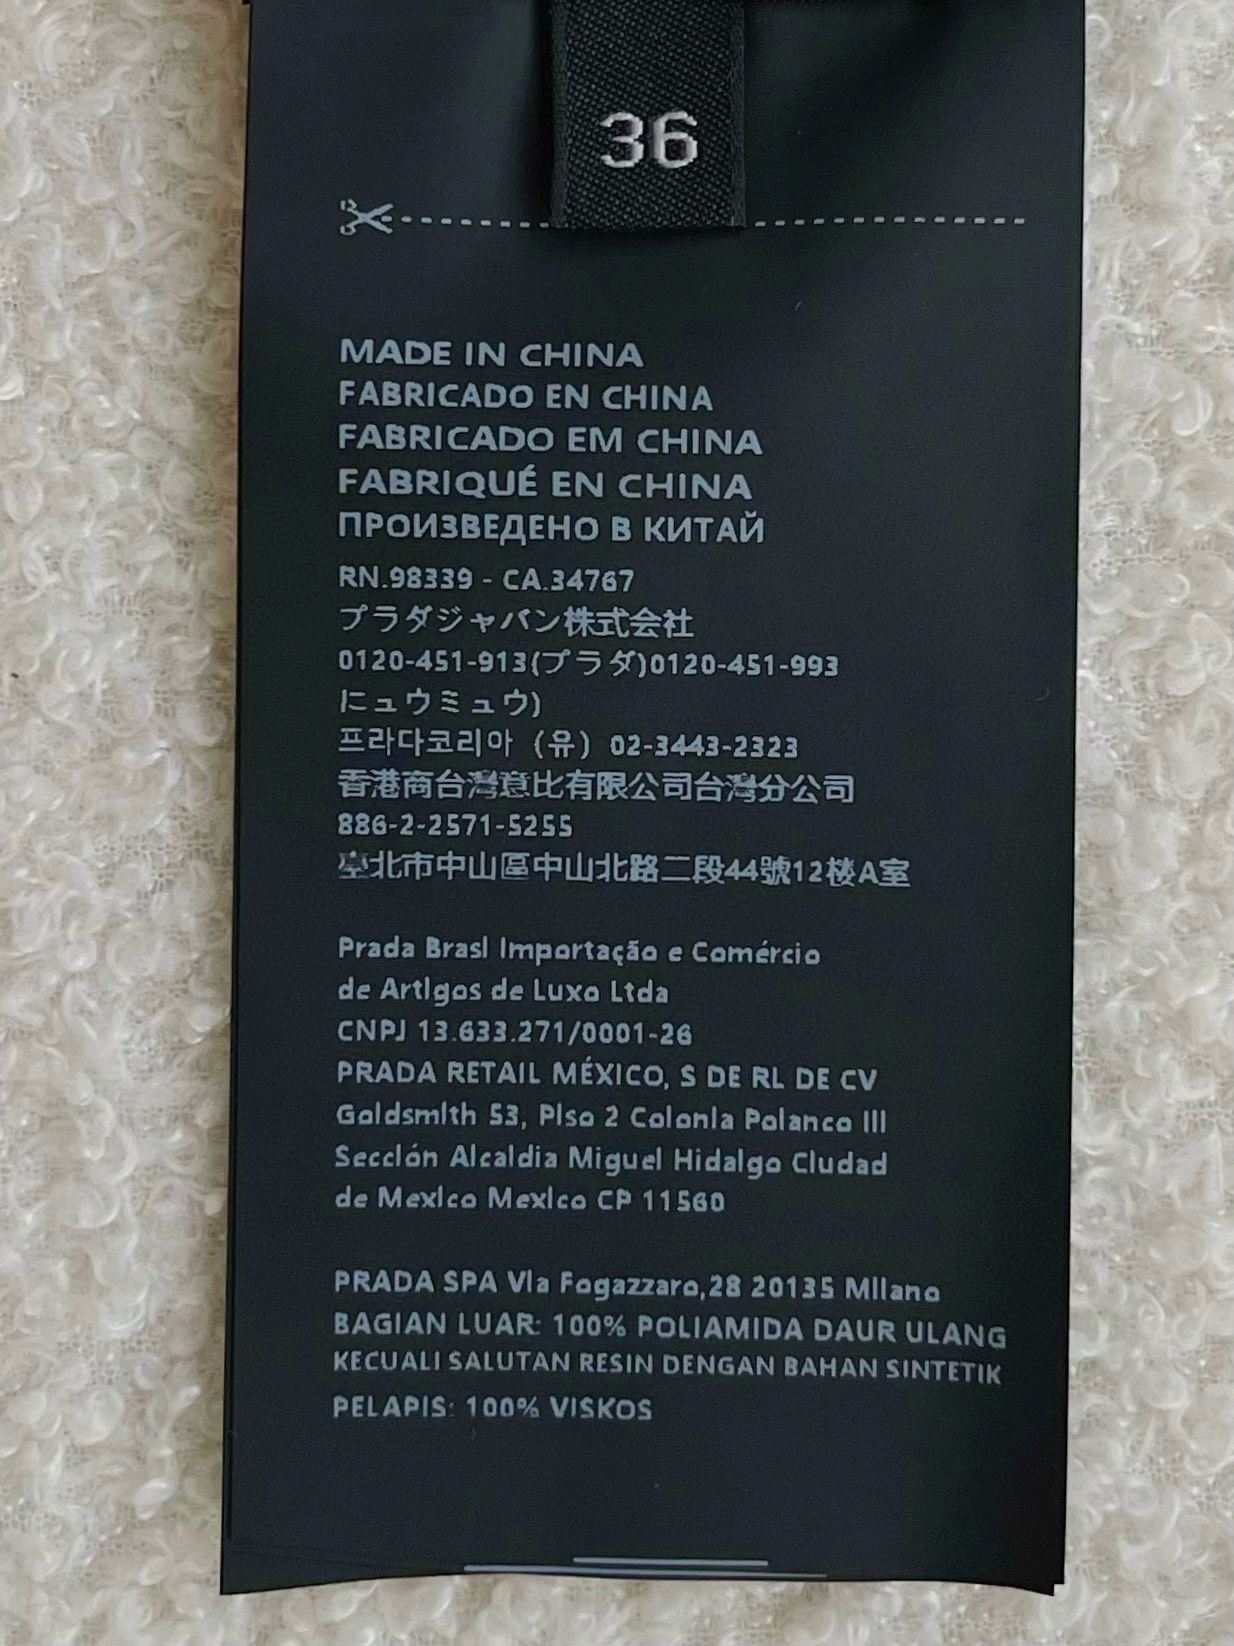 36
MADE IN CHINA
FABRICADO EN CHINA
FABRICADO EM CHINA
FABRIQUÉ EN CHINA
ПРОИЗВЕДЕНО В КИТАЙ
RN.98339 - CA.34767
プラダジャパン株式会社
0120-451-913(プラダ)0120-451-993
にュウミュウ)
프라다코리아 (유) 02-3443-2323
香港商台灣意比有限公司台灣分公司
886-2-2571-5255
臺北市中山區中山北路二段44號12楼A室
Prada Brasl Importação e Comércio
de Artlgos de Luxo Ltda
CNPJ 13.633.271/0001-26
PRADA RETAIL MÉXICO, S DE RL DE CV
Goldsmlth 53, Plso 2 Colonla Polanco III
Secclón Alcaldia Miguel Hidalgo Cludad
de Mexlco Mexlco CP 11560
PRADA SPA Vla Fogazzaro,28 20135 Mllano
BAGIAN LUAR: 100% POLIAMIDA DAUR ULANG
KECUALI SALUTAN RESIN DENGAN BAHAN SINTETIK
PELAPIS: 100% VISKOS